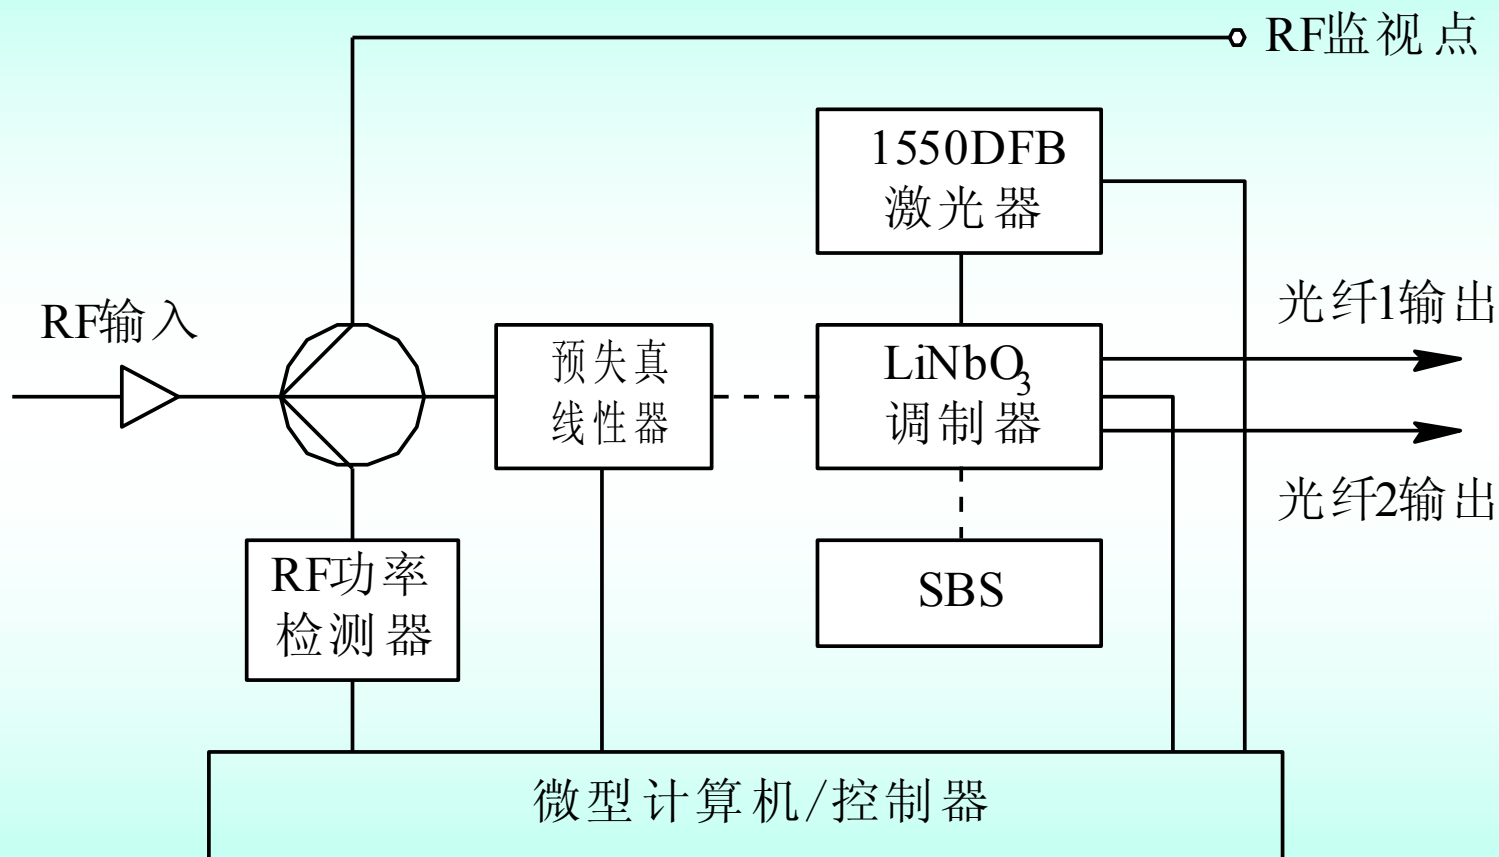 RF监视点
1550DFB
激光器
RF输入
光纤1输出
预失真
线性器
LiNbO3
调制器
光纤2输出
RF功率
检测器
SBS
微型计算机/控制器